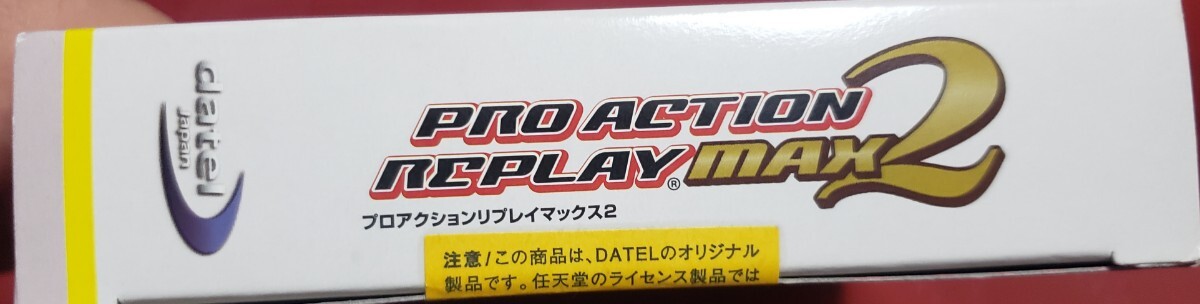 datel
Japan
PRO ACTION
REPLAY® MAX2
プロアクションリプレイマックス2
注意!この商品は、DATELのオリジナル
製品です。任天堂のライセンス製品では